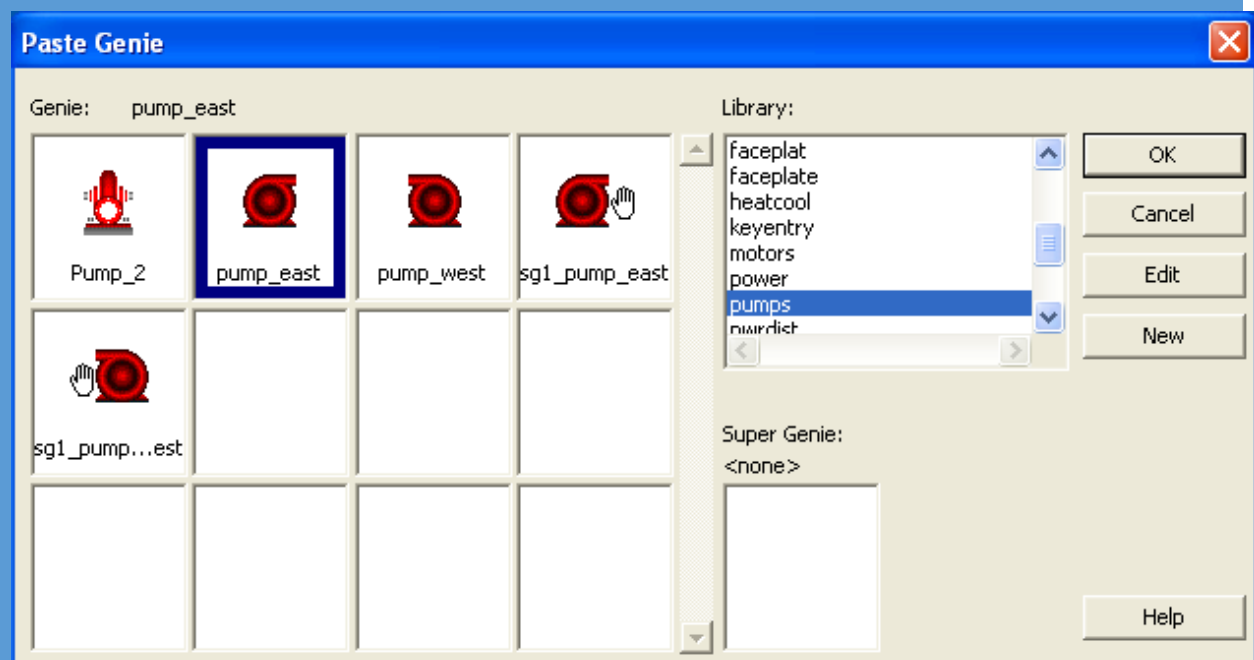 Paste Genie
Genie: pump_east
Pump_2
pump_east
pump_west
sg1_pump_east
sg1_pump...est
Library:
faceplat
faceplate
heatcool
keyentry
motors
power
pumps
pwrdist
Super Genie:
<none>
OK
Cancel
Edit
New
Help